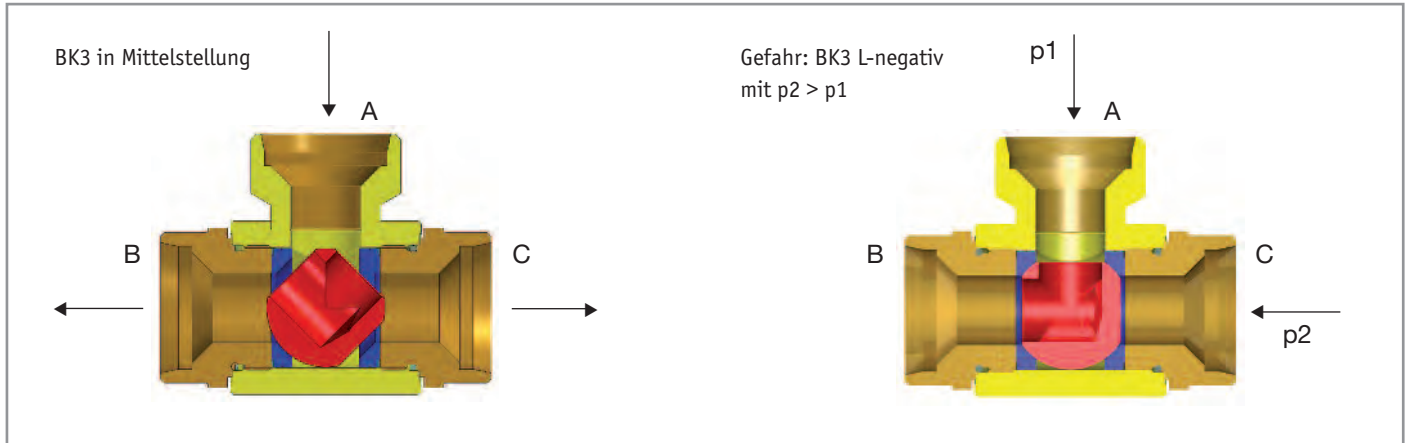 BK3 in Mittelstellung
A
B
C
Gefahr: BK3 L-negativ
mit p2 > p1
p1
A
B
C
p2